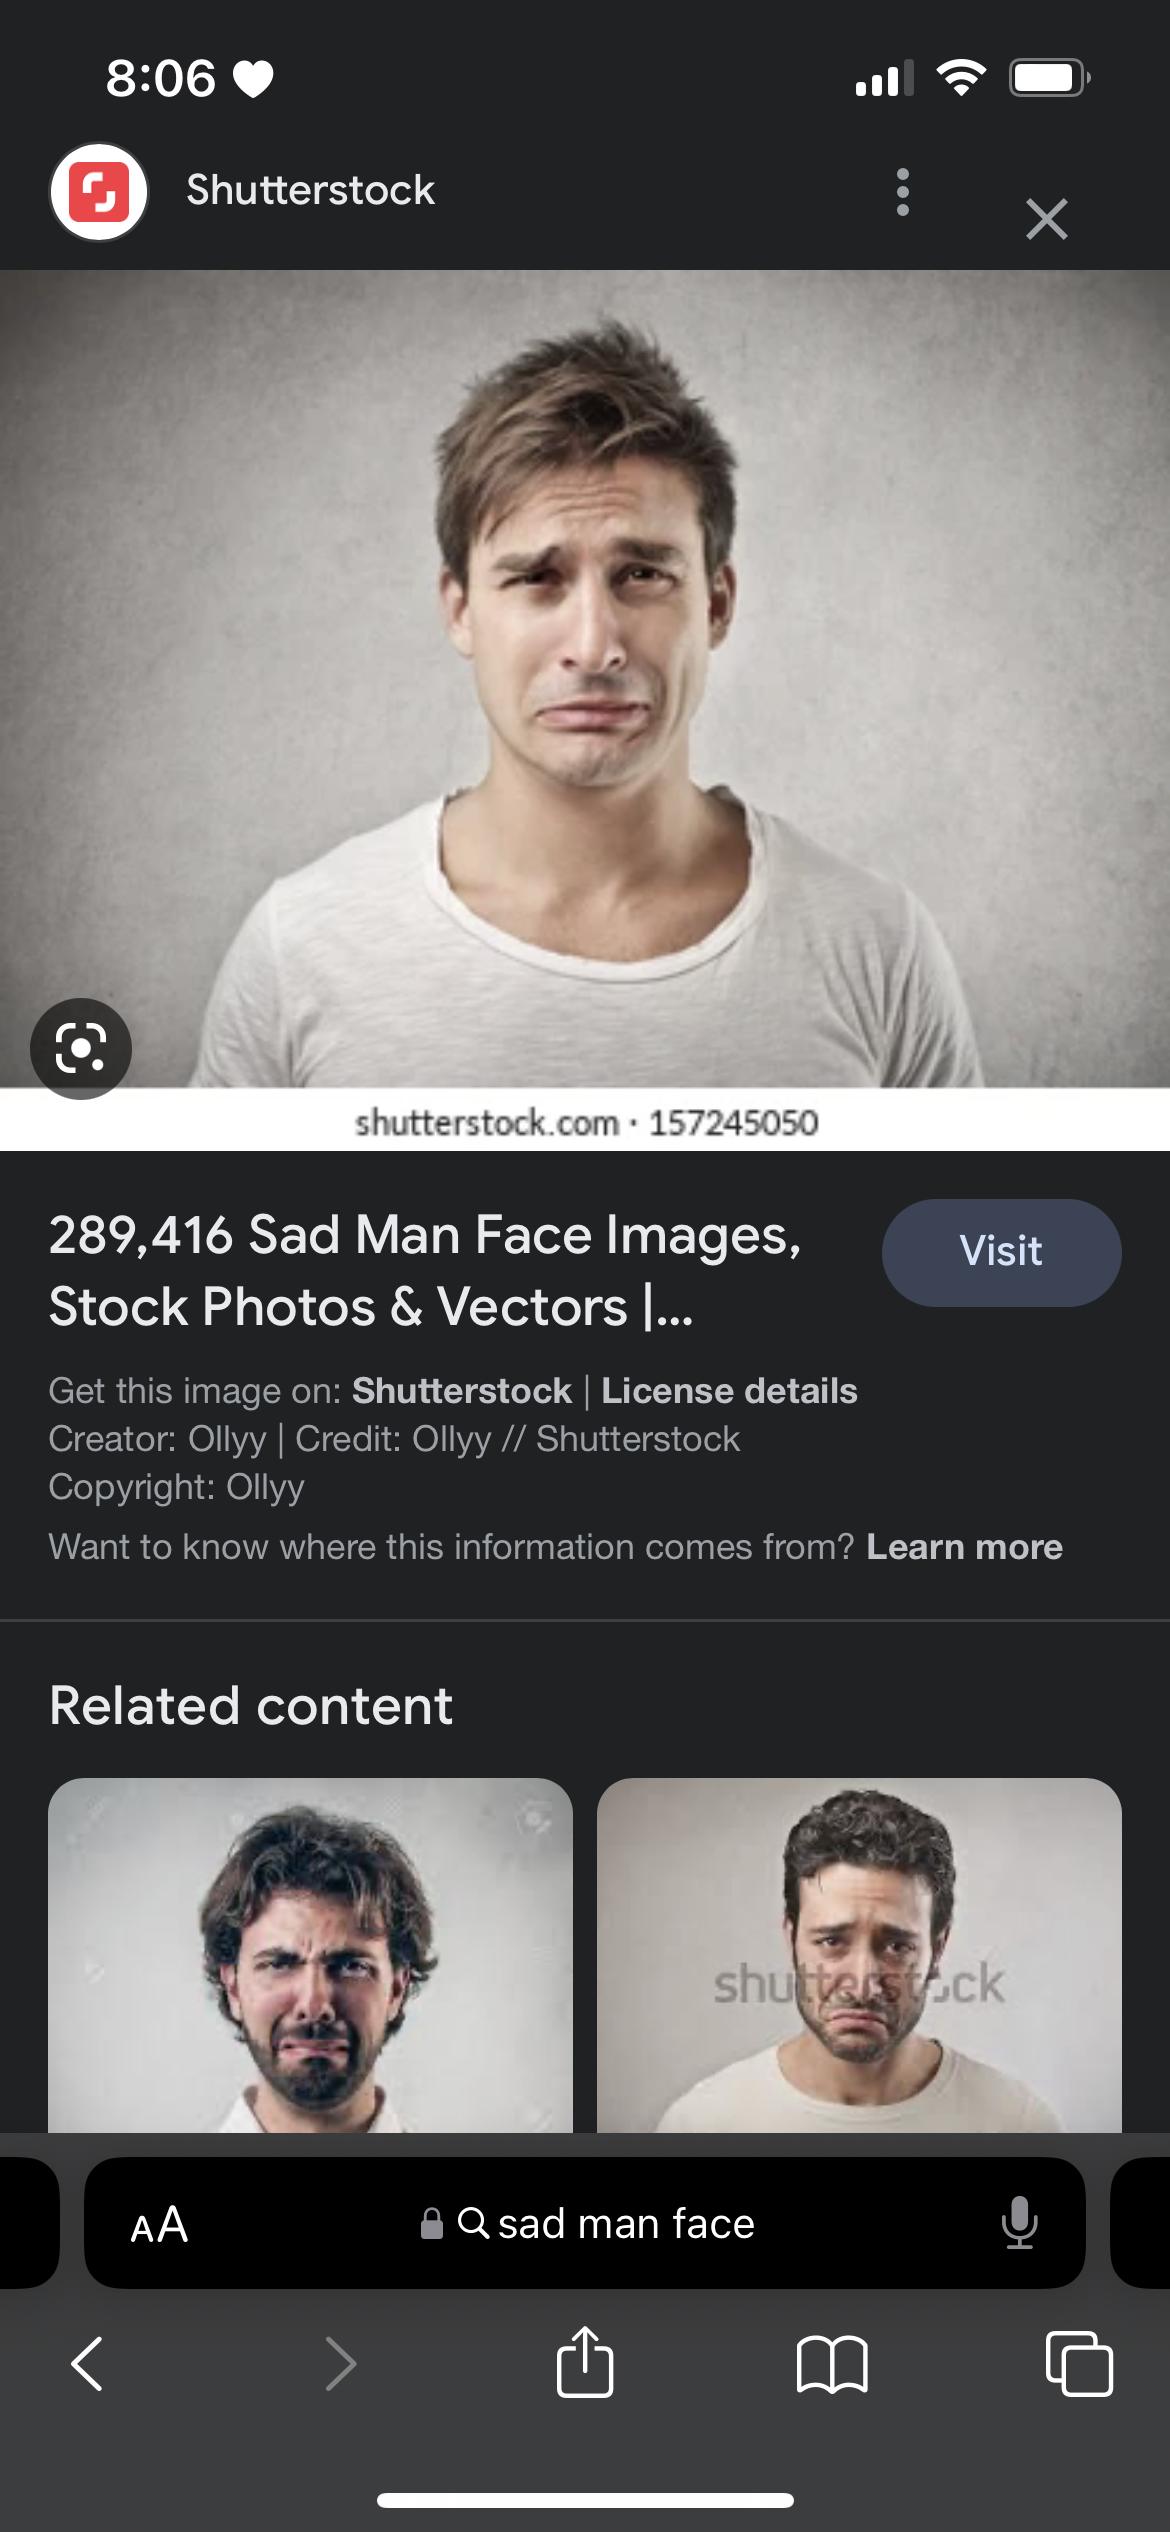 8:06
Shutterstock
shutterstock.com · 157245050
289,416 Sad Man Face Images,
Stock Photos & Vectors |...
Visit
Get this image on: Shutterstock | License details
Creator: Ollyy | Credit: Ollyy // Shutterstock
Copyright: Ollyy
Want to know where this information comes from? Learn more
Related content
shutterstock
AA
sad man face